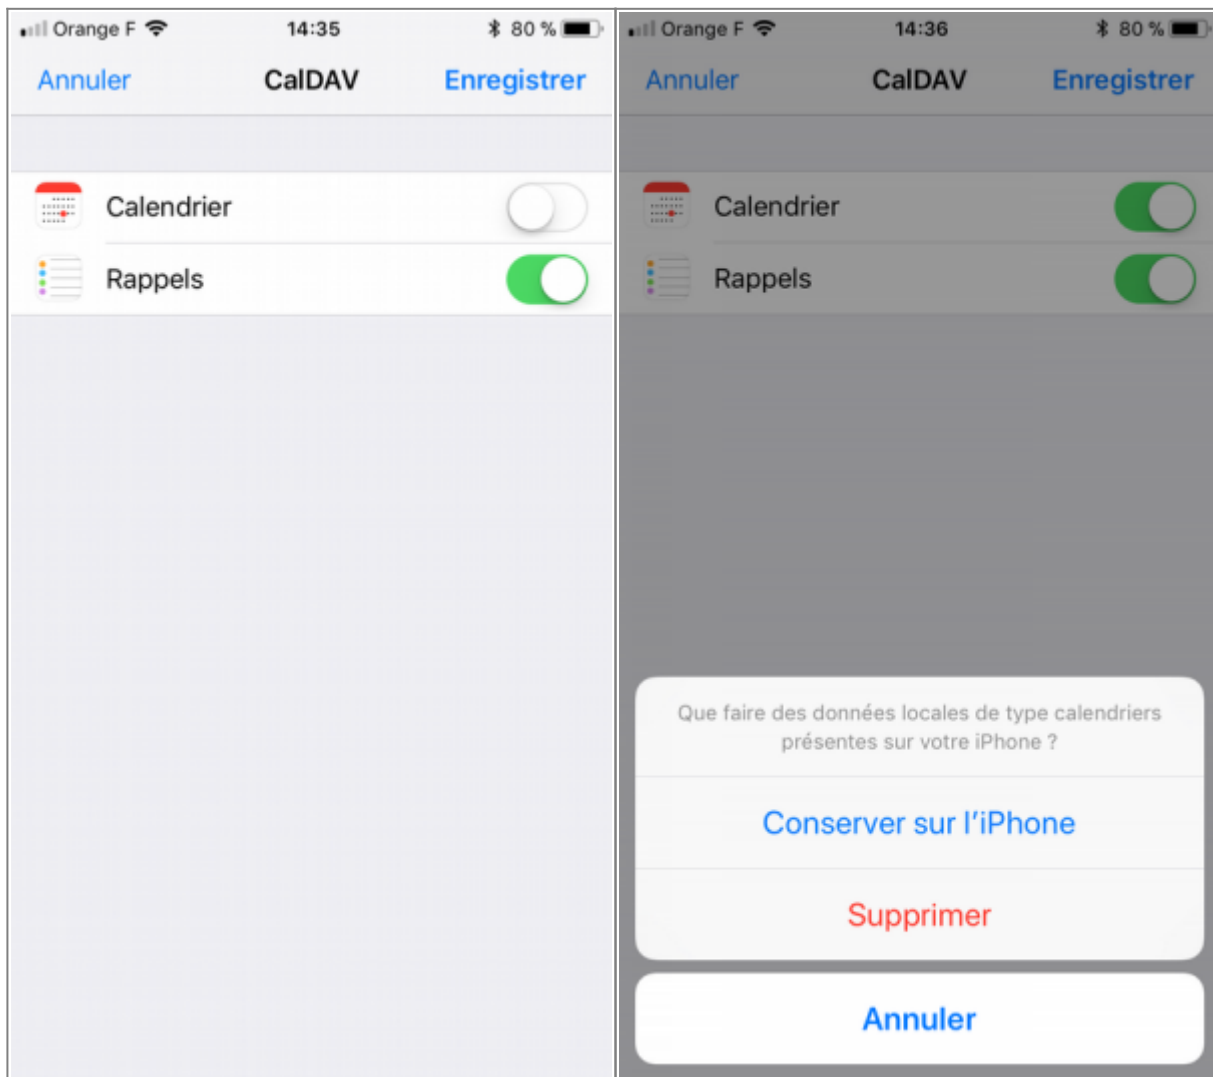 Orange F 14:35 80 %
Annuler CalDAV Enregistrer
Calendrier
Rappels
Orange F 14:36 80 %
Annuler CalDAV Enregistrer
Calendrier
Rappels
Que faire des données locales de type calendriers
présentes sur votre iPhone ?
Conserver sur l’iPhone
Supprimer
Annuler